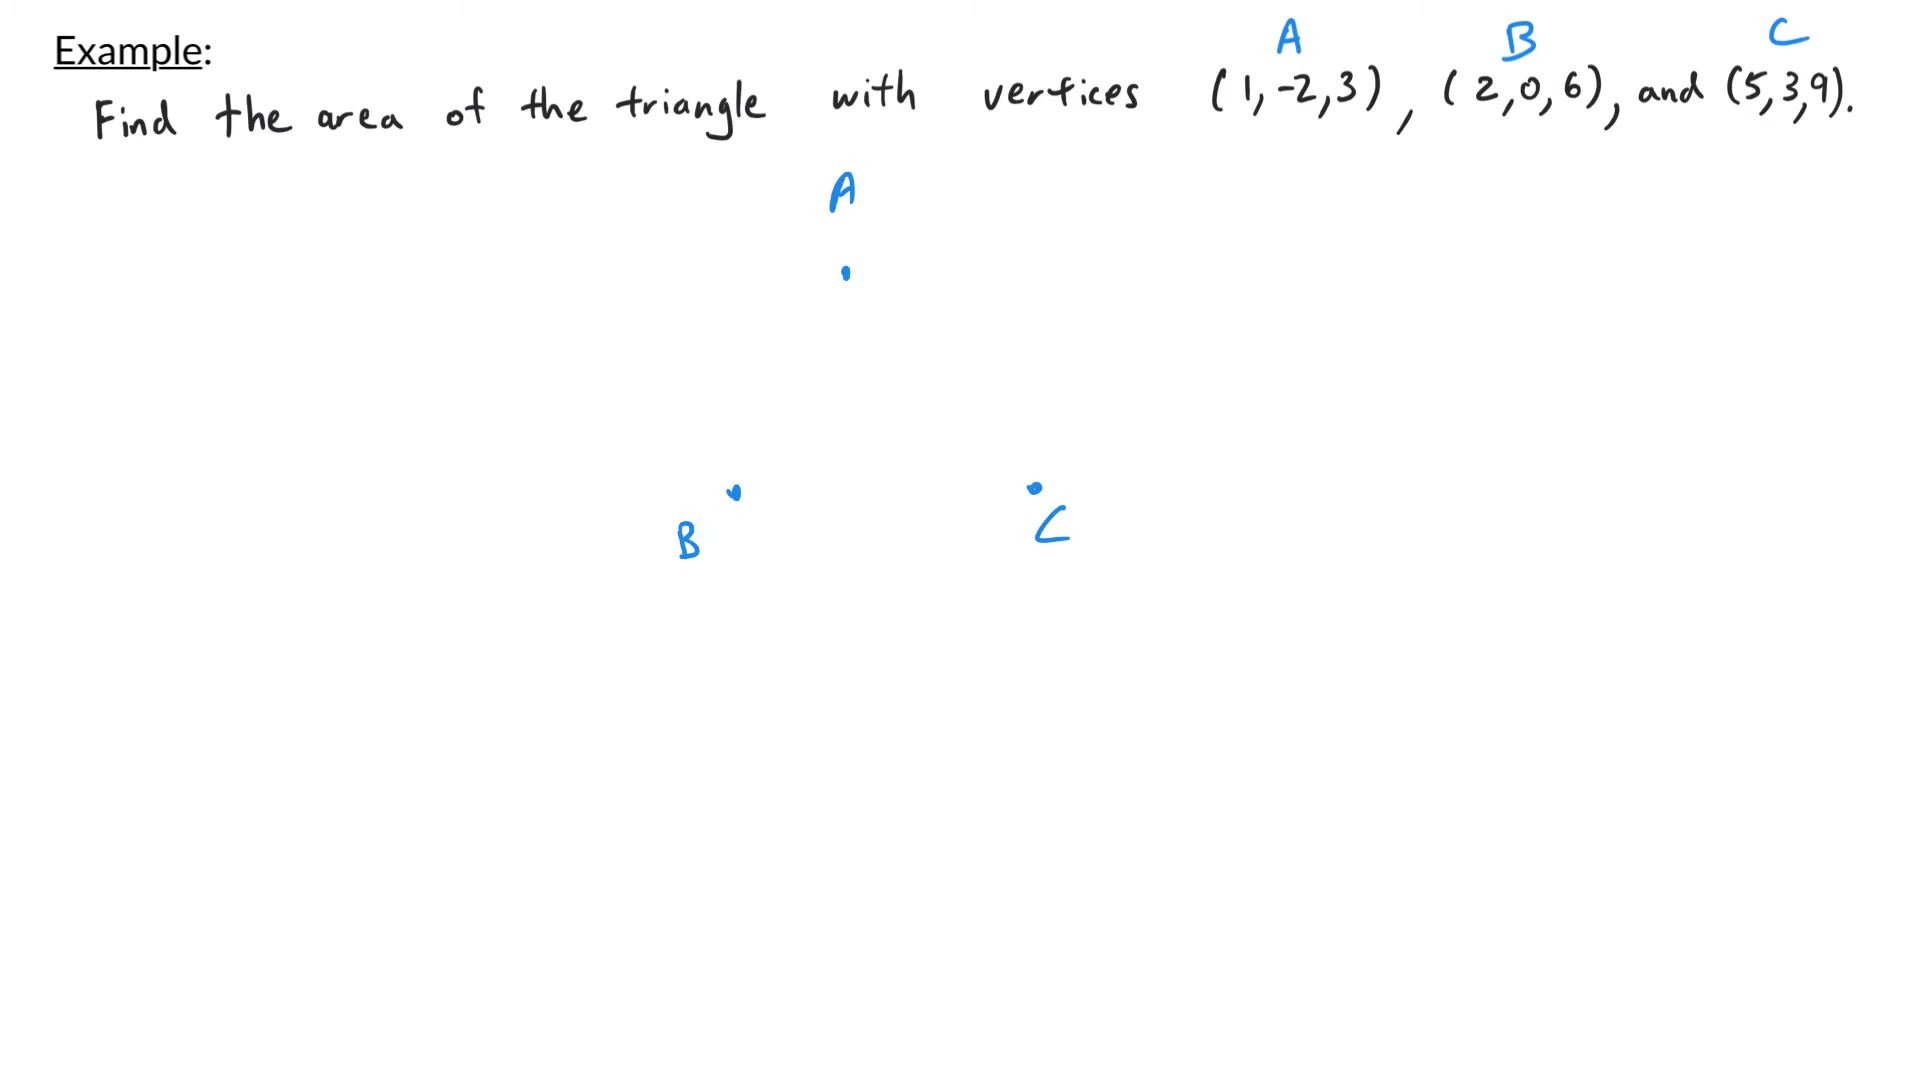 Example:
A B C
Find the area of the triangle with vertices (1,-2,3), (2,0,6), and (5,3,9).
A
B C